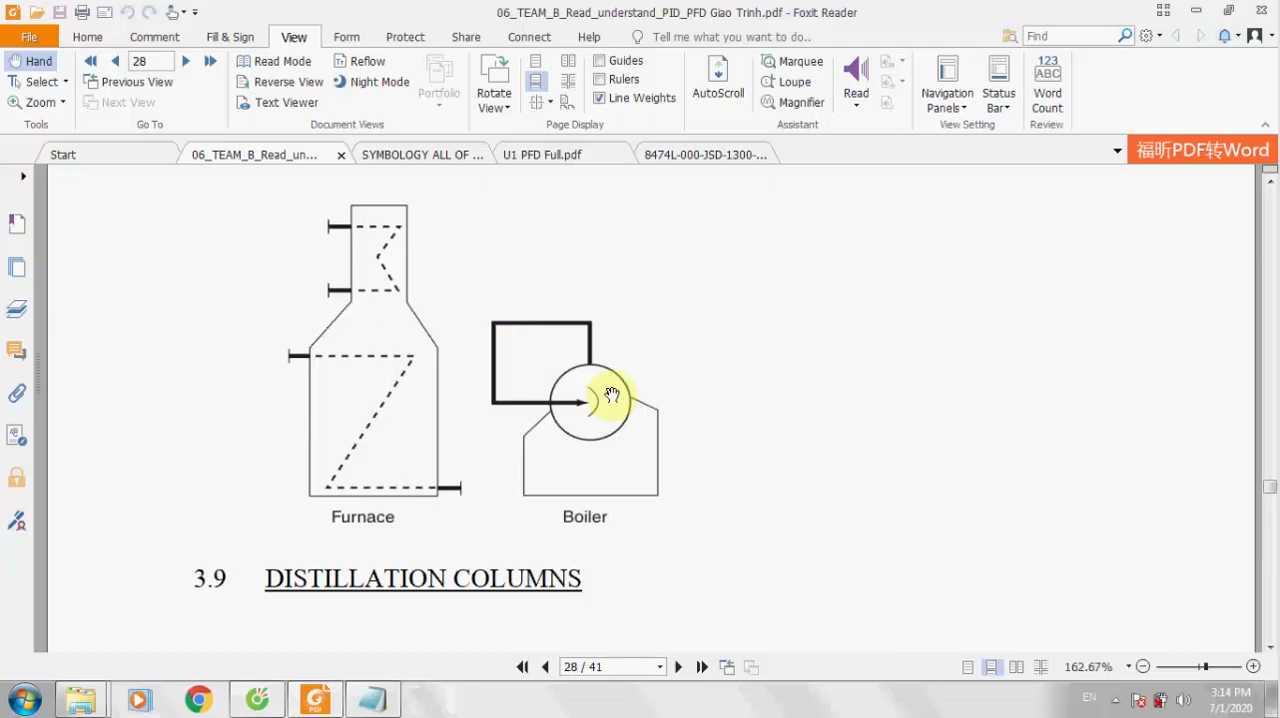 06_TEAM_B_Read_understand_PID_PFD Giao Trinh.pdf - Foxit Reader
File Home Comment Fill & Sign View Form Protect Share Connect Help Tell me what you want to do.. Find
Hand
Select
Zoom
Tools
28
Previous View
Next View
Go To
Read Mode
Reverse View
Text Viewer
Reflow
Night Mode
Portfolio
Document Views
Rotate
View
Guides
Rulers
Line Weights
Page Display
AutoScroll
Marquee
Loupe
Magnifier
Read
Assistant
Navigation
Panels
Status
Bar
View Setting
123
ABC
Word
Count
Review
Start
06_TEAM_B_Read_un...
SYMBOLOGY ALL OF ...
U1 PFD Full.pdf
8474L-000-JSD-1300-...
福昕PDF转Word
Furnace
Boiler
3.9 DISTILLATION COLUMNS
28 / 41
162.67%
PDF
EN
3:14 PM
7/1/2020